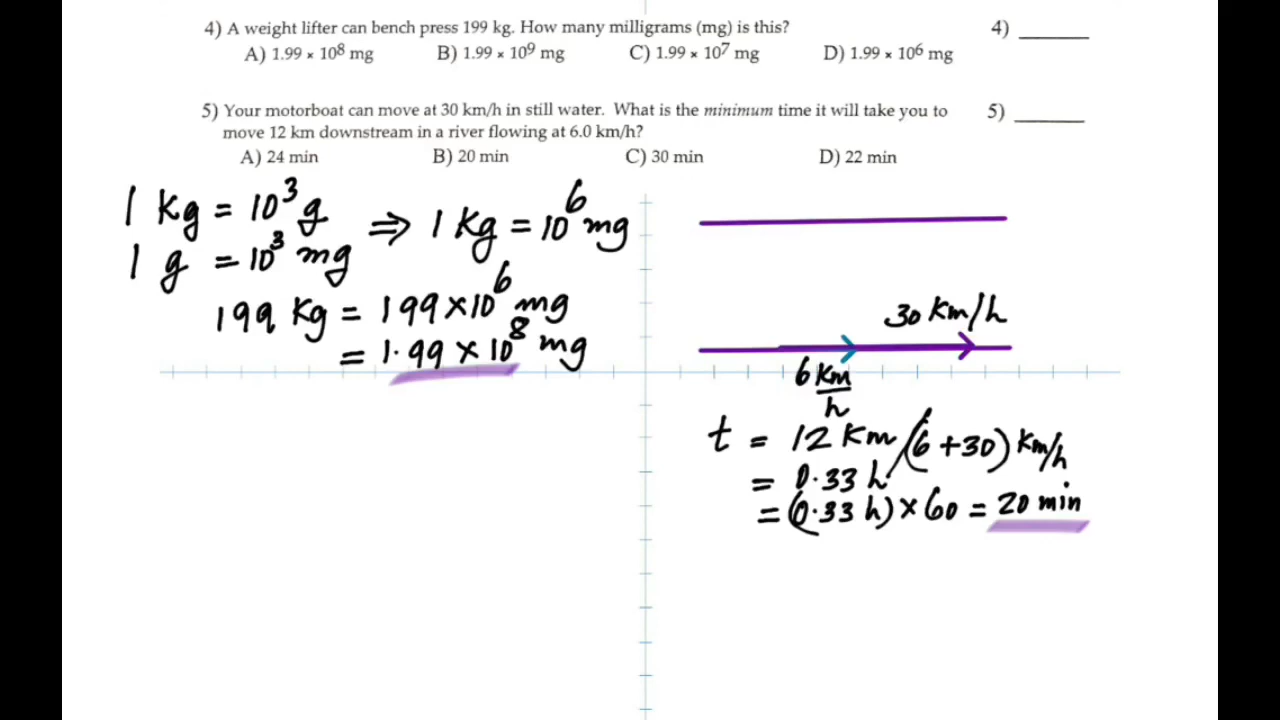 4) A weight lifter can bench press 199 kg. How many milligrams (mg) is this? 4) ______
A) 1.99 × 10⁸ mg B) 1.99 × 10⁹ mg C) 1.99 × 10⁷ mg D) 1.99 × 10⁶ mg
5) Your motorboat can move at 30 km/h in still water. What is the minimum time it will take you to 5) ______
move 12 km downstream in a river flowing at 6.0 km/h?
A) 24 min B) 20 min C) 30 min D) 22 min
1 Kg = 10³ g
1 g = 10³ mg
⇒ 1 Kg = 10⁶ mg
199 Kg = 199 × 10⁶ mg
= 1.99 × 10⁸ mg
30 Km/h
6 Km/h
t = 12 Km/(6 + 30) Km/h
= 0.33 h
= (0.33 h) × 60 = 20 min